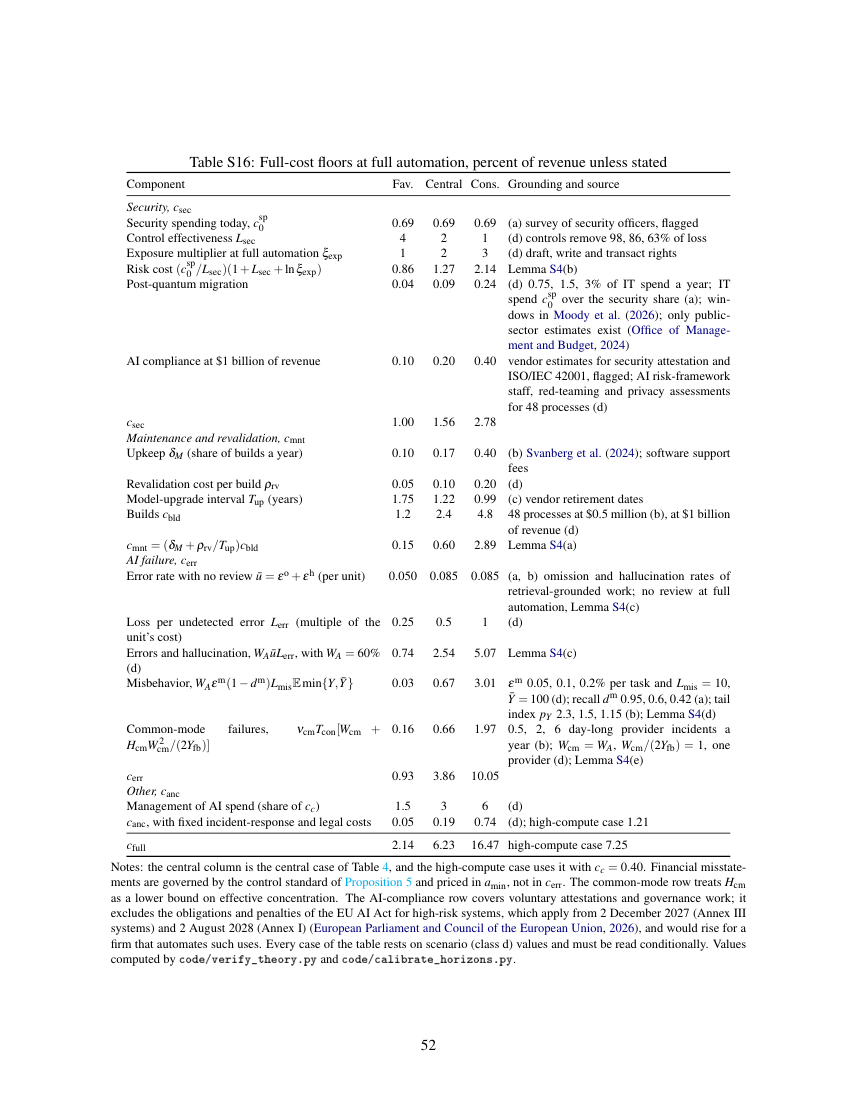 Table S16: Full-cost floors at full automation, percent of revenue unless stated
Component Fav. Central Cons. Grounding and source
Security, c_sec
Security spending today, c_0^sp 0.69 0.69 0.69 (a) survey of security officers, flagged
Control effectiveness L_sec 4 2 1 (d) controls remove 98, 86, 63% of loss
Exposure multiplier at full automation ξ_exp 1 2 3 (d) draft, write and transact rights
Risk cost (c_0^sp/L_sec)(1+L_sec+ln ξ_exp) 0.86 1.27 2.14 Lemma S4(b)
Post-quantum migration 0.04 0.09 0.24 (d) 0.75, 1.5, 3% of IT spend a year; IT
spend c_0^sp over the security share (a); win-
dows in Moody et al. (2026); only public-
sector estimates exist (Office of Manage-
ment and Budget, 2024)
AI compliance at $1 billion of revenue 0.10 0.20 0.40 vendor estimates for security attestation and
ISO/IEC 42001, flagged; AI risk-framework
staff, red-teaming and privacy assessments
for 48 processes (d)
c_sec 1.00 1.56 2.78
Maintenance and revalidation, c_mnt
Upkeep δ_M (share of builds a year) 0.10 0.17 0.40 (b) Svanberg et al. (2024); software support
fees
Revalidation cost per build ρ_rv 0.05 0.10 0.20 (d)
Model-upgrade interval T_up (years) 1.75 1.22 0.99 (c) vendor retirement dates
Builds c_bld 1.2 2.4 4.8 48 processes at $0.5 million (b), at $1 billion
of revenue (d)
c_mnt = (δ_M + ρ_rv/T_up)c_bld 0.15 0.60 2.89 Lemma S4(a)
AI failure, c_err
Error rate with no review ū = ε^o + ε^h (per unit) 0.050 0.085 0.085 (a, b) omission and hallucination rates of
retrieval-grounded work; no review at full
automation, Lemma S4(c)
Loss per undetected error L_err (multiple of the 0.25 0.5 1 (d)
unit's cost)
Errors and hallucination, W_A ū L_err, with W_A = 60% 0.74 2.54 5.07 Lemma S4(c)
(d)
Misbehavior, W_A ε^m(1 − d^m)L_mis 𝔼 min{Y, Ȳ} 0.03 0.67 3.01 ε^m 0.05, 0.1, 0.2% per task and L_mis = 10,
Ȳ = 100 (d); recall d^m 0.95, 0.6, 0.42 (a); tail
index p_Y 2.3, 1.5, 1.15 (b); Lemma S4(d)
Common-mode failures, ν_cm T_con[W_cm + 0.16 0.66 1.97 0.5, 2, 6 day-long provider incidents a
H_cm W_cm^2/(2Y_fb)] year (b); W_cm = W_A, W_cm/(2Y_fb) = 1, one
provider (d); Lemma S4(e)
c_err 0.93 3.86 10.05
Other, c_anc
Management of AI spend (share of c_c) 1.5 3 6 (d)
c_anc, with fixed incident-response and legal costs 0.05 0.19 0.74 (d); high-compute case 1.21
c_full 2.14 6.23 16.47 high-compute case 7.25
Notes: the central column is the central case of Table 4, and the high-compute case uses it with c_c = 0.40. Financial misstate-
ments are governed by the control standard of Proposition 5 and priced in a_min, not in c_err. The common-mode row treats H_cm
as a lower bound on effective concentration. The AI-compliance row covers voluntary attestations and governance work; it
excludes the obligations and penalties of the EU AI Act for high-risk systems, which apply from 2 December 2027 (Annex III
systems) and 2 August 2028 (Annex I) (European Parliament and Council of the European Union, 2026), and would rise for a
firm that automates such uses. Every case of the table rests on scenario (class d) values and must be read conditionally. Values
computed by code/verify_theory.py and code/calibrate_horizons.py.
52